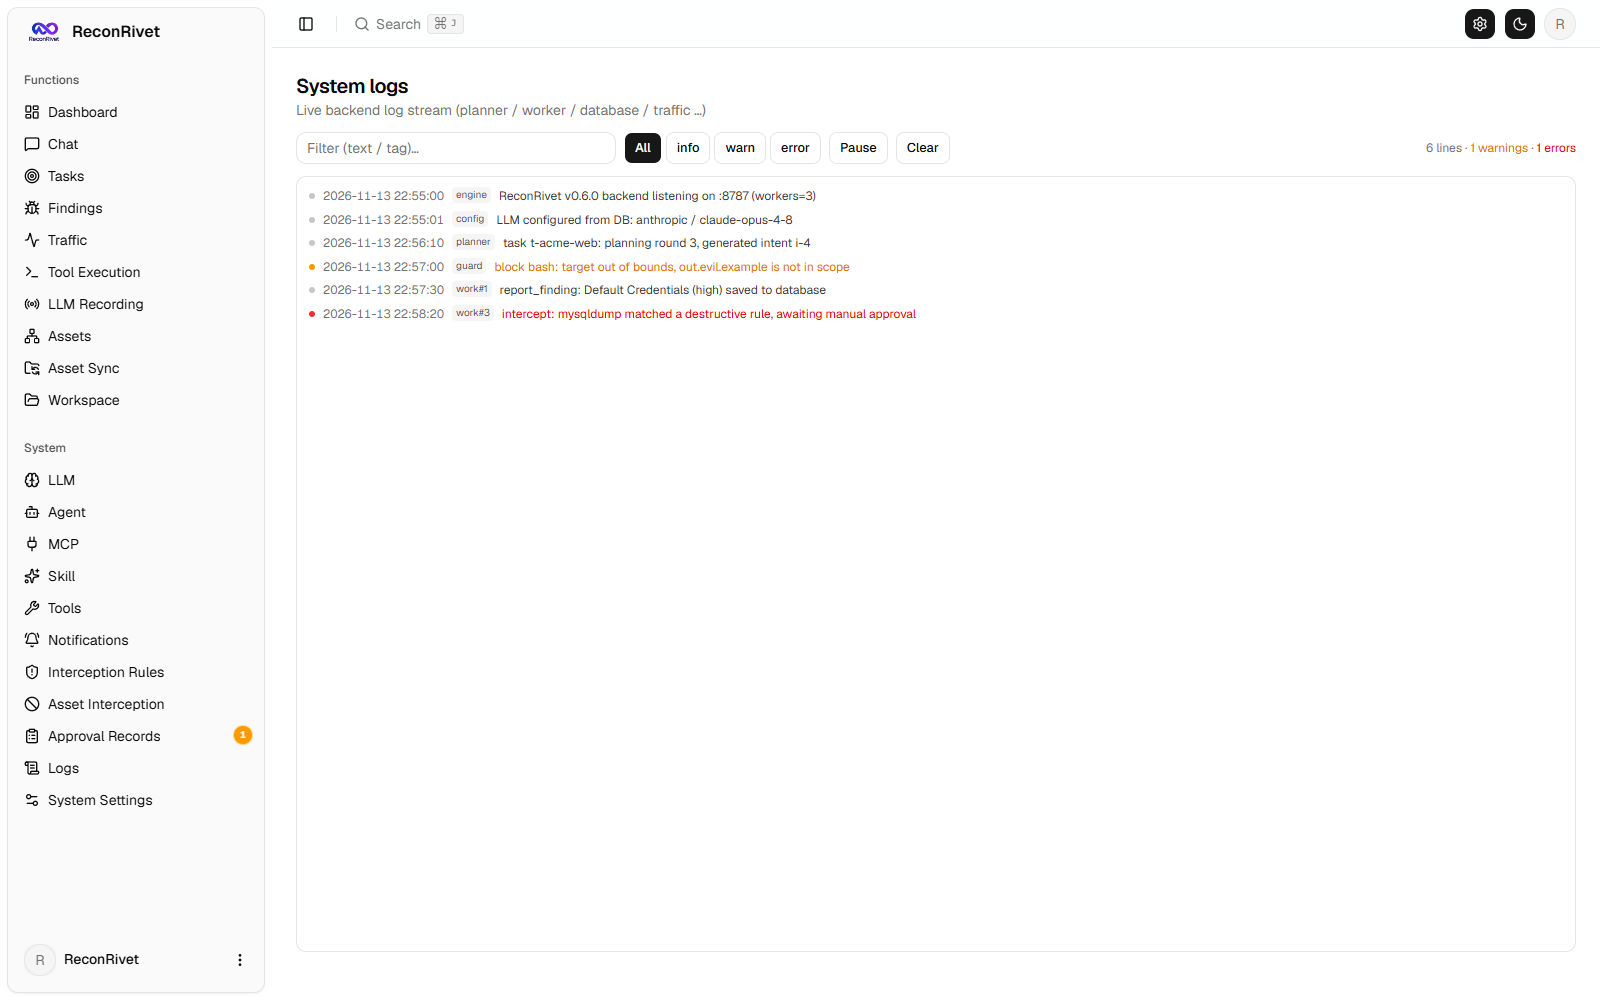 ReconRivet
ReconRivet
Functions
Dashboard
Chat
Tasks
Findings
Traffic
Tool Execution
LLM Recording
Assets
Asset Sync
Workspace
System
LLM
Agent
MCP
Skill
Tools
Notifications
Interception Rules
Asset Interception
Approval Records 1
Logs
System Settings
R ReconRivet
Search ⌘ J
R
System logs
Live backend log stream (planner / worker / database / traffic …)
Filter (text / tag)… All info warn error Pause Clear 6 lines · 1 warnings · 1 errors
2026-11-13 22:55:00 engine ReconRivet v0.6.0 backend listening on :8787 (workers=3)
2026-11-13 22:55:01 config LLM configured from DB: anthropic / claude-opus-4-8
2026-11-13 22:56:10 planner task t-acme-web: planning round 3, generated intent i-4
2026-11-13 22:57:00 guard block bash: target out of bounds, out.evil.example is not in scope
2026-11-13 22:57:30 work#1 report_finding: Default Credentials (high) saved to database
2026-11-13 22:58:20 work#3 intercept: mysqldump matched a destructive rule, awaiting manual approval